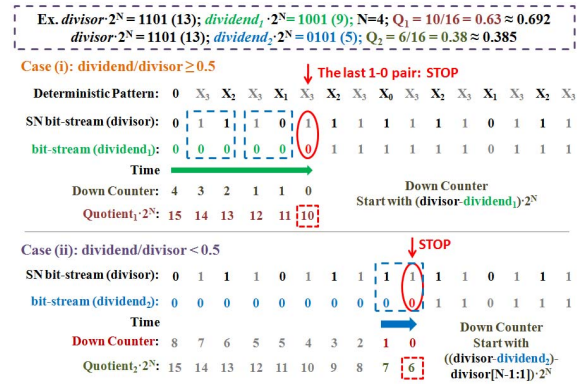 Ex. divisor·2^N = 1101 (13); dividend₁·2^N = 1001 (9); N=4; Q₁ = 10/16 = 0.63 ≈ 0.692
divisor·2^N = 1101 (13); dividend₂·2^N = 0101 (5); Q₂ = 6/16 = 0.38 ≈ 0.385
Case (i): dividend/divisor ≥ 0.5
The last 1-0 pair: STOP
Deterministic Pattern: 0 X₃ X₂ X₃ X₁ X₃ X₂ X₃ X₀ X₃ X₂ X₃ X₁ X₃ X₂ X₃
SN bit-stream (divisor): 0 1 1 1 0 1 1 1 1 1 1 1 0 1 1 1
bit-stream (dividend₁) 0 0 0 0 0 0 1 1 1 1 1 1 1 1 1 1
Time
Down Counter: 4 3 2 1 1 0
Quotient₁·2^N: 15 14 13 12 11 10
Down Counter
Start with (divisor-dividend₁)·2^N
Case (ii): dividend/divisor < 0.5
STOP
SN bit-stream (divisor): 0 1 1 1 0 1 1 1 1 1 1 1 0 1 1 1
bit-stream (dividend₂): 0 0 0 0 0 0 0 0 0 0 1 1 0 1 1 1
Time
Down Counter: 8 7 6 5 5 4 3 2 1 0
Quotient₂·2^N: 15 14 13 12 11 10 9 8 7 6
Down Counter
Start with
((divisor-dividend₂)-
divisor[N-1:1])·2^N